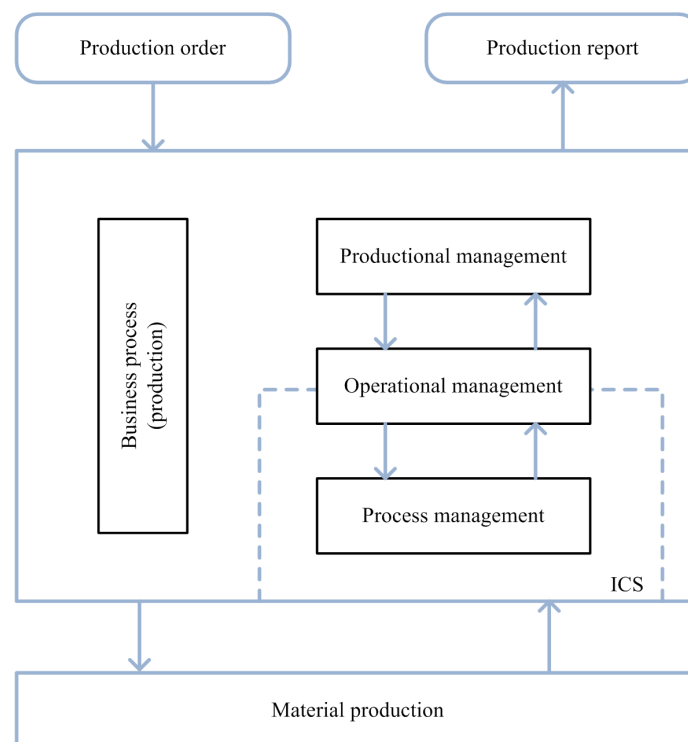 Production order
Production report
Business process
(production)
Productional management
Operational management
Process management
ICS
Material production